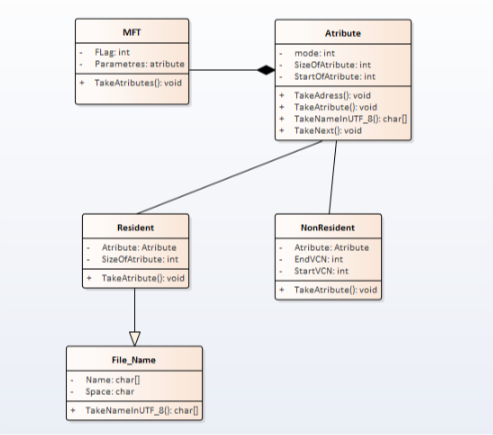 MFT
- FLag: int
- Parametres: atribute
+ TakeAtributes(): void
Atribute
- mode: int
- SizeOfAtribute: int
- StartOfAtribute: int
+ TakeAdress(): void
+ TakeAtribute(): void
+ TakeNameInUTF_8(): char[]
+ TakeNext(): void
Resident
- Atribute: Atribute
- SizeOfAtribute: int
+ TakeAtribute(): void
NonResident
- Atribute: Atribute
- EndVCN: int
- StartVCN: int
+ TakeAtribute(): void
File_Name
- Name: char[]
- Space: char
+ TakeNameInUTF_8(): char[]